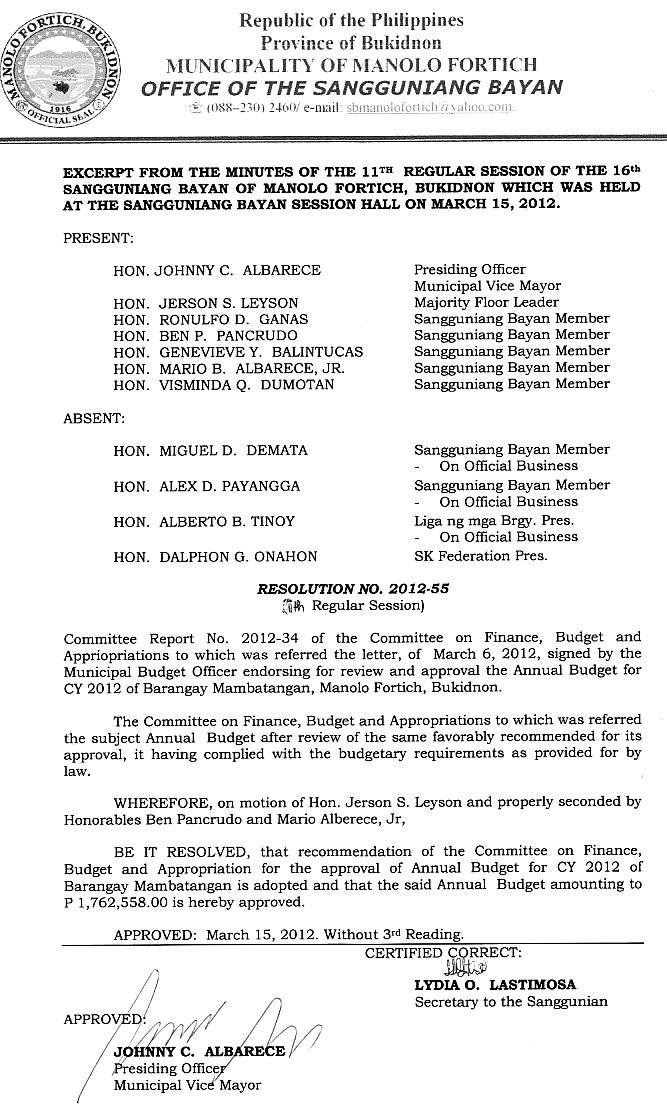 MANOLO FORTICH, BUKIDNON
1916
OFFICIAL SEAL
Republic of the Philippines
Province of Bukidnon
MUNICIPALITY OF MANOLO FORTICH
OFFICE OF THE SANGGUNIANG BAYAN
☏ (088–230) 2460/ e-mail: sbmanolofortich@yahoo.com.
EXCERPT FROM THE MINUTES OF THE 11TH REGULAR SESSION OF THE 16th
SANGGUNIANG BAYAN OF MANOLO FORTICH, BUKIDNON WHICH WAS HELD
AT THE SANGGUNIANG BAYAN SESSION HALL ON MARCH 15, 2012.
PRESENT:
HON. JOHNNY C. ALBARECE Presiding Officer
Municipal Vice Mayor
HON. JERSON S. LEYSON Majority Floor Leader
HON. RONULFO D. GANAS Sangguniang Bayan Member
HON. BEN P. PANCRUDO Sangguniang Bayan Member
HON. GENEVIEVE Y. BALINTUCAS Sangguniang Bayan Member
HON. MARIO B. ALBARECE, JR. Sangguniang Bayan Member
HON. VISMINDA Q. DUMOTAN Sangguniang Bayan Member
ABSENT:
HON. MIGUEL D. DEMATA Sangguniang Bayan Member
- On Official Business
HON. ALEX D. PAYANGGA Sangguniang Bayan Member
- On Official Business
HON. ALBERTO B. TINOY Liga ng mga Brgy. Pres.
- On Official Business
HON. DALPHON G. ONAHON SK Federation Pres.
RESOLUTION NO. 2012-55
Regular Session)
Committee Report No. 2012-34 of the Committee on Finance, Budget and
Appriopriations to which was referred the letter, of March 6, 2012, signed by the
Municipal Budget Officer endorsing for review and approval the Annual Budget for
CY 2012 of Barangay Mambatangan, Manolo Fortich, Bukidnon.
The Committee on Finance, Budget and Appropriations to which was referred
the subject Annual Budget after review of the same favorably recommended for its
approval, it having complied with the budgetary requirements as provided for by
law.
WHEREFORE, on motion of Hon. Jerson S. Leyson and properly seconded by
Honorables Ben Pancrudo and Mario Alberece, Jr,
BE IT RESOLVED, that recommendation of the Committee on Finance,
Budget and Appropriation for the approval of Annual Budget for CY 2012 of
Barangay Mambatangan is adopted and that the said Annual Budget amounting to
P 1,762,558.00 is hereby approved.
APPROVED: March 15, 2012. Without 3rd Reading.
CERTIFIED CORRECT:
LYDIA O. LASTIMOSA
Secretary to the Sanggunian
APPROVED:
JOHNNY C. ALBARECE
Presiding Officer
Municipal Vice Mayor